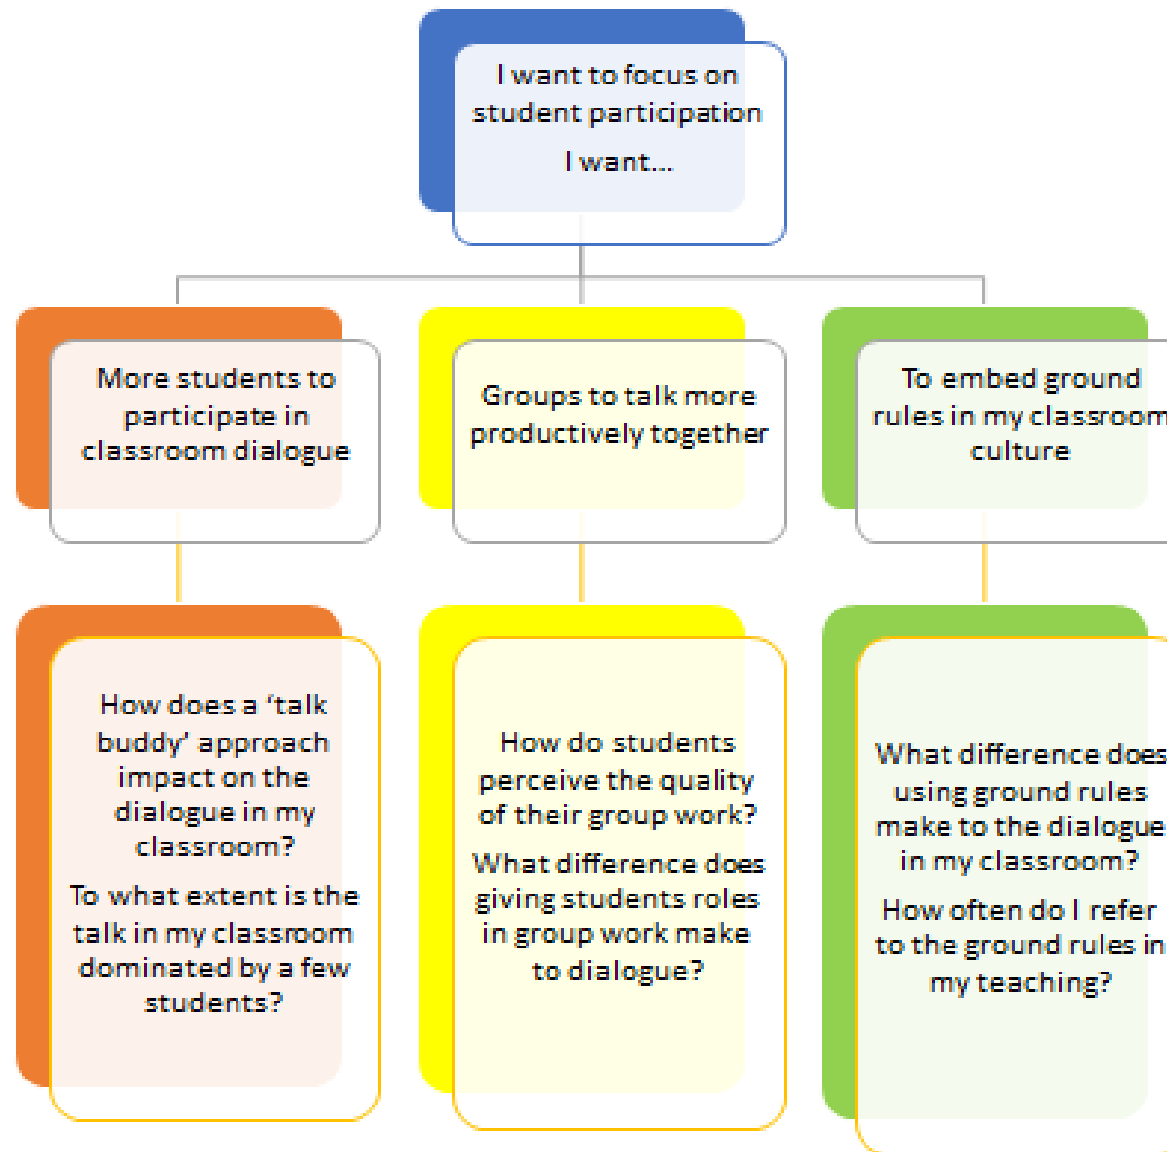 I want to focus on
student participation
I want...
More students to
participate in
classroom dialogue
Groups to talk more
productively together
To embed ground
rules in my classroom
culture
How does a ‘talk
buddy’ approach
impact on the
dialogue in my
classroom?
To what extent is the
talk in my classroom
dominated by a few
students?
How do students
perceive the quality
of their group work?
What difference does
giving students roles
in group work make
to dialogue?
What difference does
using ground rules
make to the dialogue
in my classroom?
How often do I refer
to the ground rules in
my teaching?